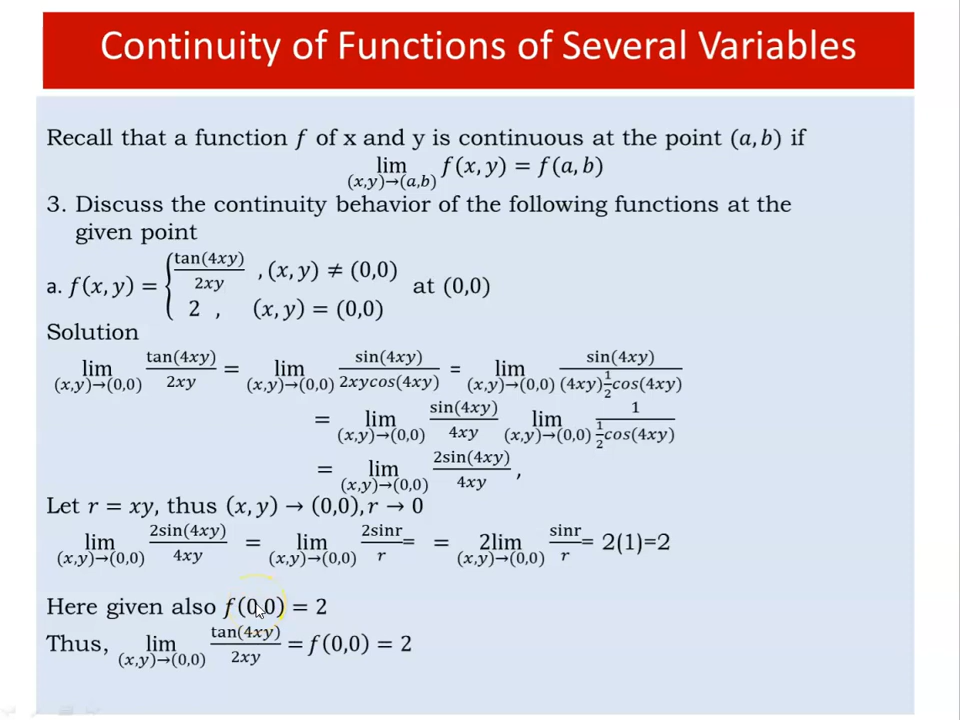 Continuity of Functions of Several Variables
Recall that a function f of x and y is continuous at the point (a, b) if
lim_{(x,y)→(a,b)} f(x, y) = f(a, b)
3. Discuss the continuity behavior of the following functions at the
given point
a. f(x, y) = { tan(4xy)/2xy , (x, y) ≠ (0,0) ; 2 , (x, y) = (0,0) at (0,0)
Solution
lim_{(x,y)→(0,0)} tan(4xy)/2xy = lim_{(x,y)→(0,0)} sin(4xy)/2xycos(4xy) = lim_{(x,y)→(0,0)} sin(4xy)/(4xy)½cos(4xy)
= lim_{(x,y)→(0,0)} sin(4xy)/4xy lim_{(x,y)→(0,0)} 1/½cos(4xy)
= lim_{(x,y)→(0,0)} 2sin(4xy)/4xy ,
Let r = xy, thus (x, y) → (0,0), r → 0
lim_{(x,y)→(0,0)} 2sin(4xy)/4xy = lim_{(x,y)→(0,0)} 2sinr/r = = 2lim_{(x,y)→(0,0)} sinr/r = 2(1)=2
Here given also f(0,0) = 2
Thus, lim_{(x,y)→(0,0)} tan(4xy)/2xy = f(0,0) = 2